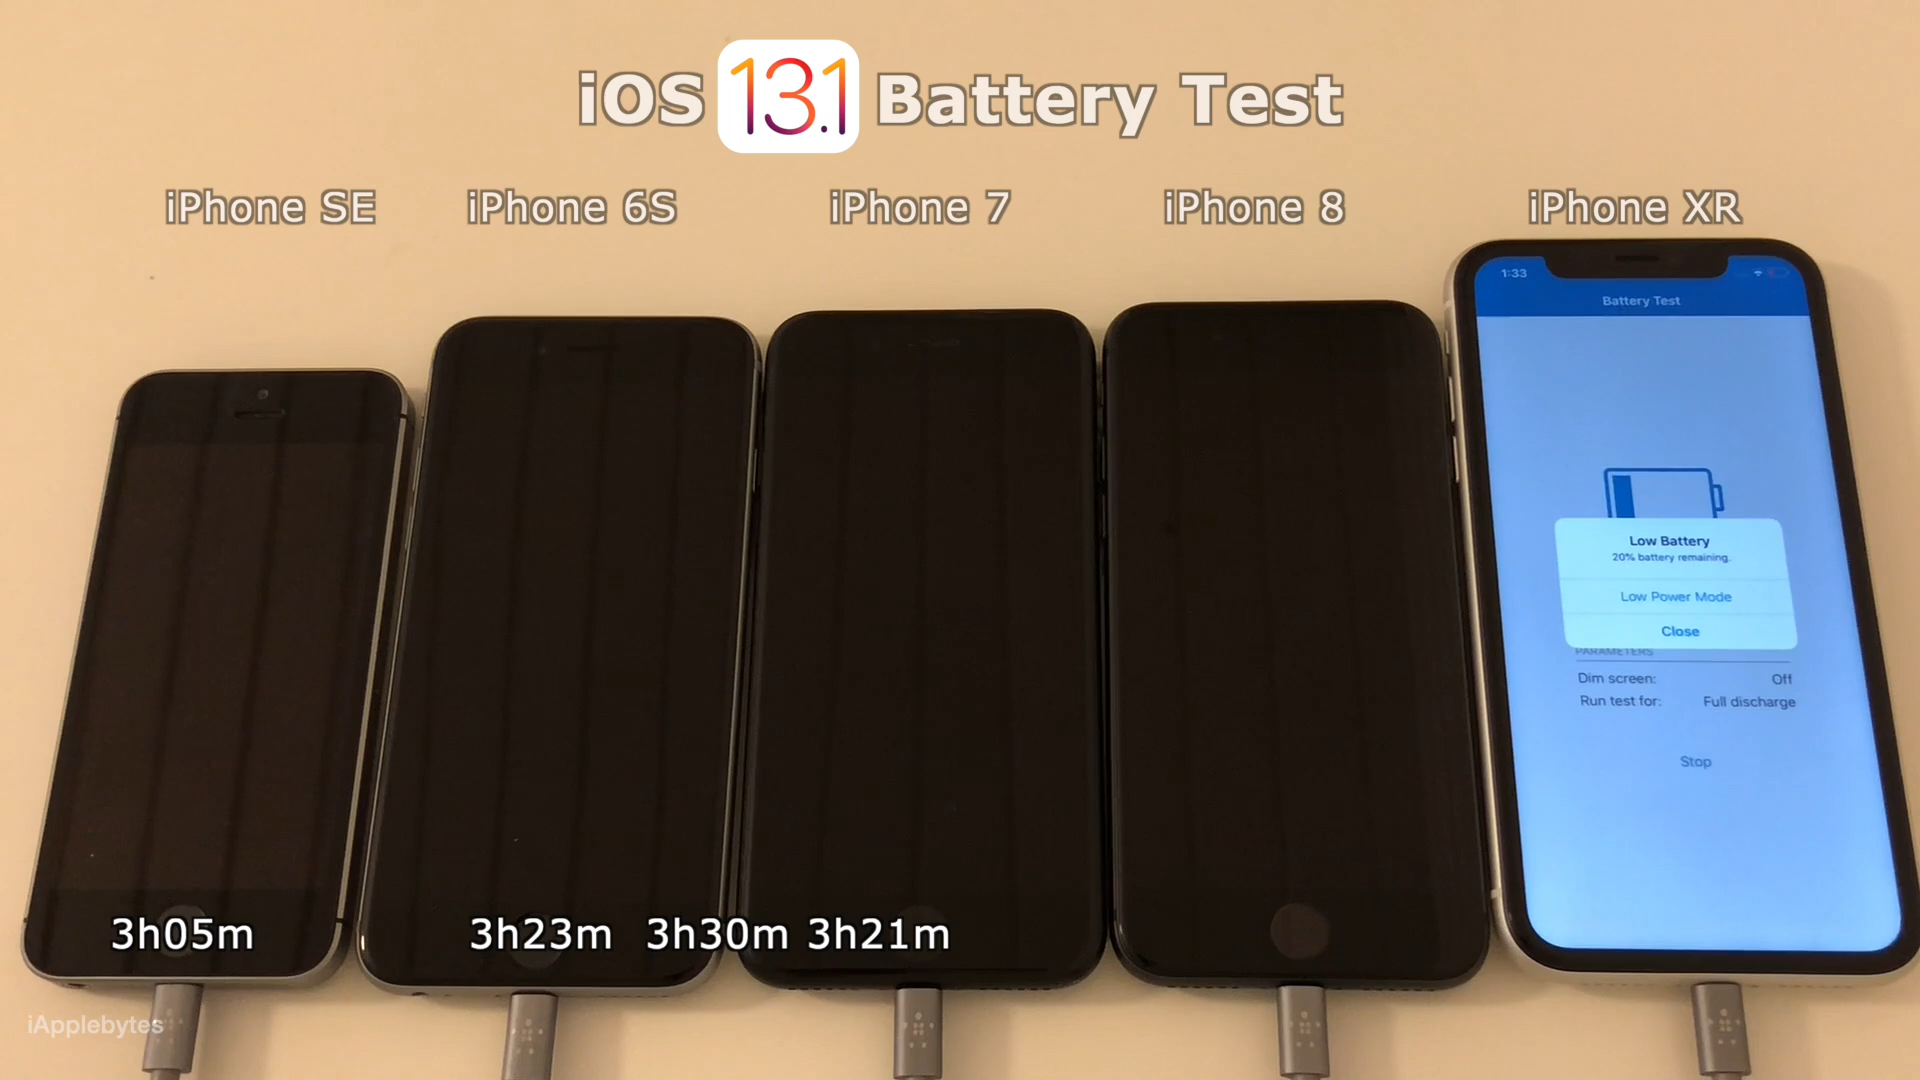 iOS 13.1 Battery Test
iPhone SE
iPhone 6S
iPhone 7
iPhone 8
iPhone XR
1:33
Battery Test
Low Battery
20% battery remaining.
Low Power Mode
Close
PARAMETERS
Dim screen: Off
Run test for: Full discharge
Stop
3h05m
3h23m
3h30m
3h21m
iApplebytes